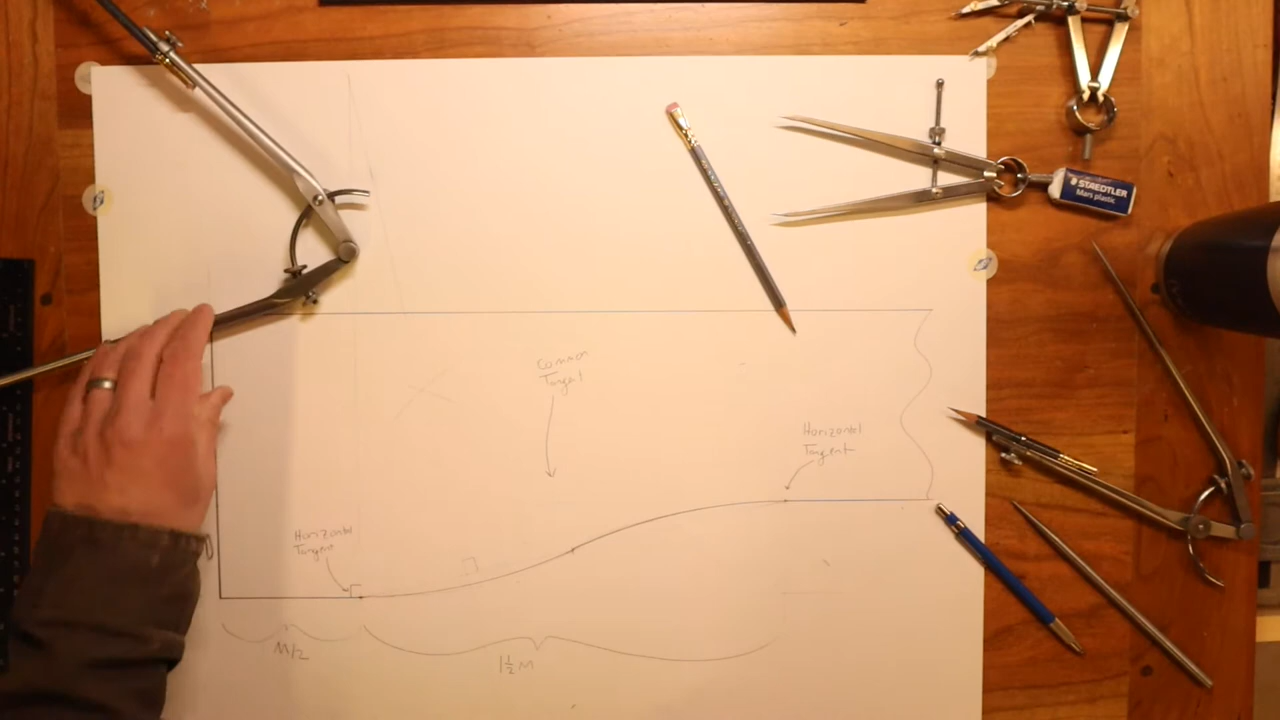 STAEDTLER
Mars plastic
Common
Tangent
Horizontal
Tangent
Horizontal
Tangent
M/2
1½M